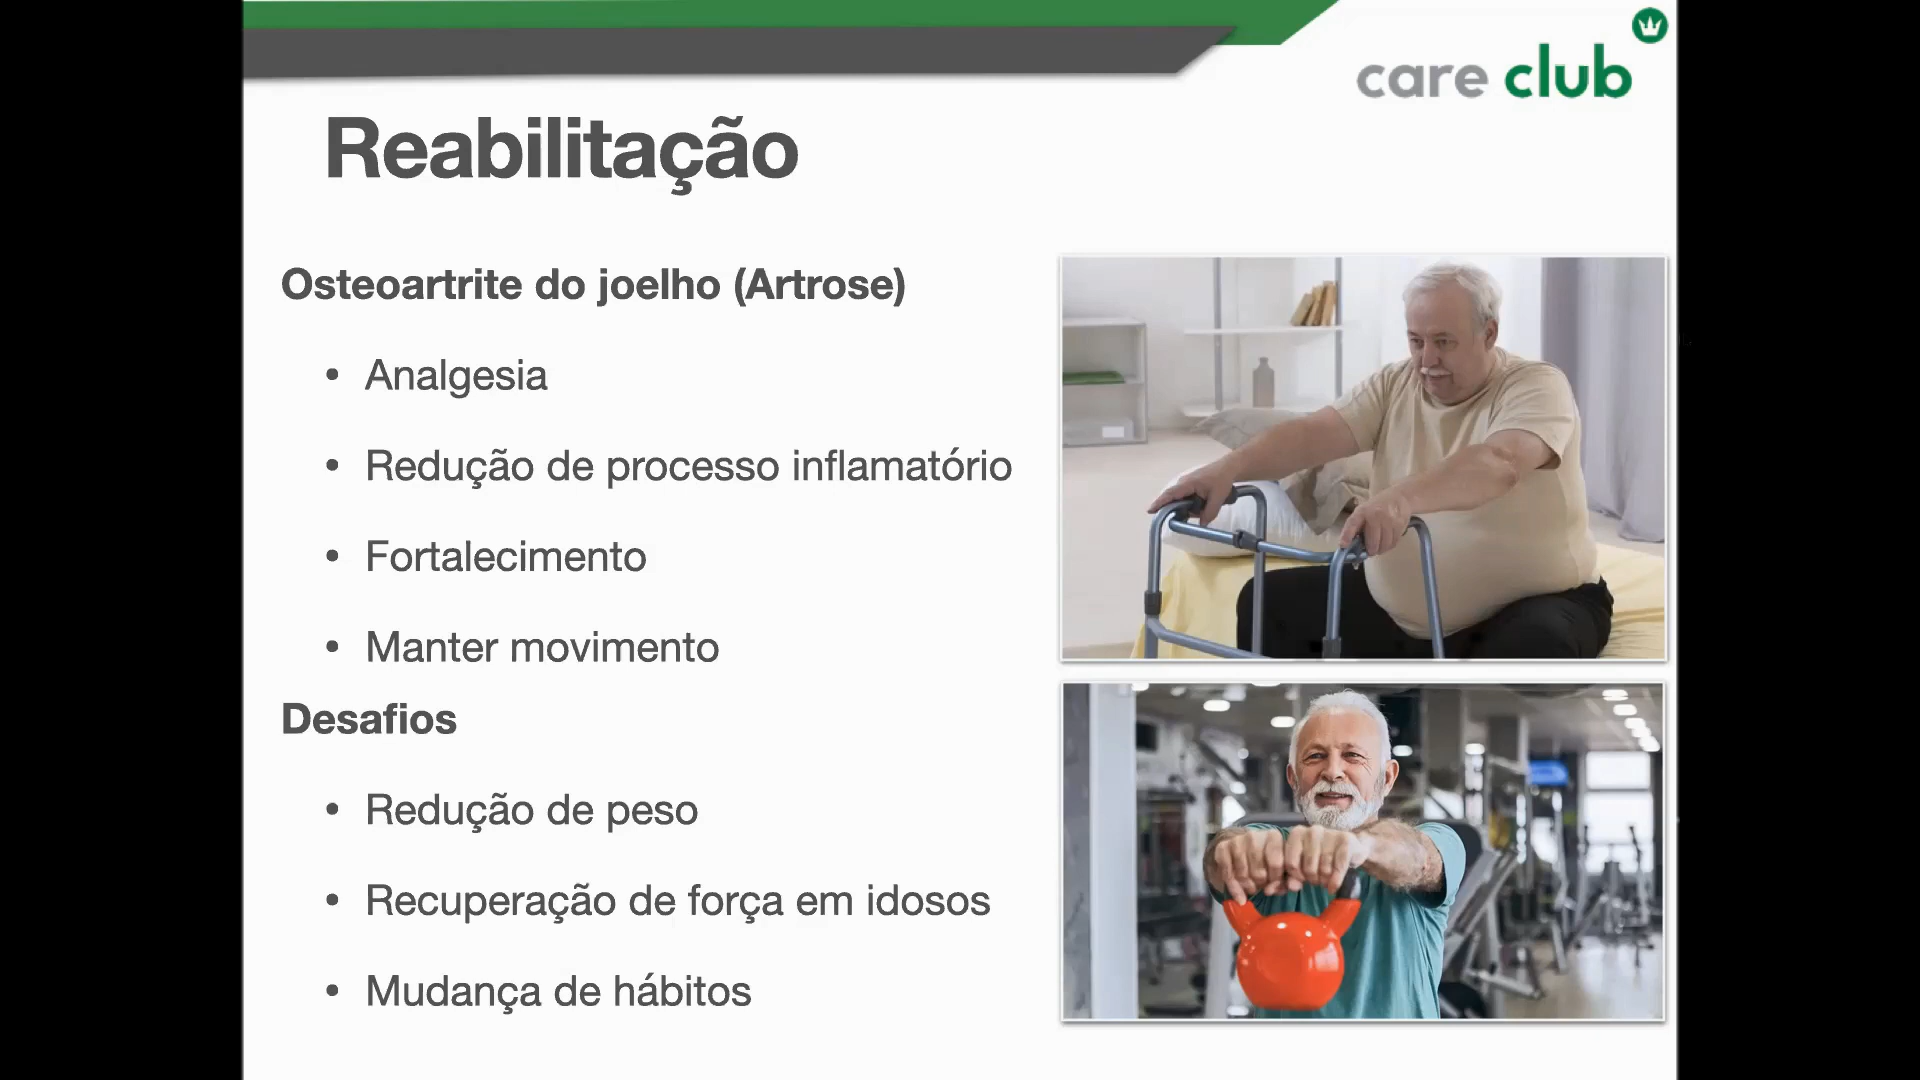 care club
Reabilitação
Osteoartrite do joelho (Artrose)
• Analgesia
• Redução de processo inflamatório
• Fortalecimento
• Manter movimento
Desafios
• Redução de peso
• Recuperação de força em idosos
• Mudança de hábitos